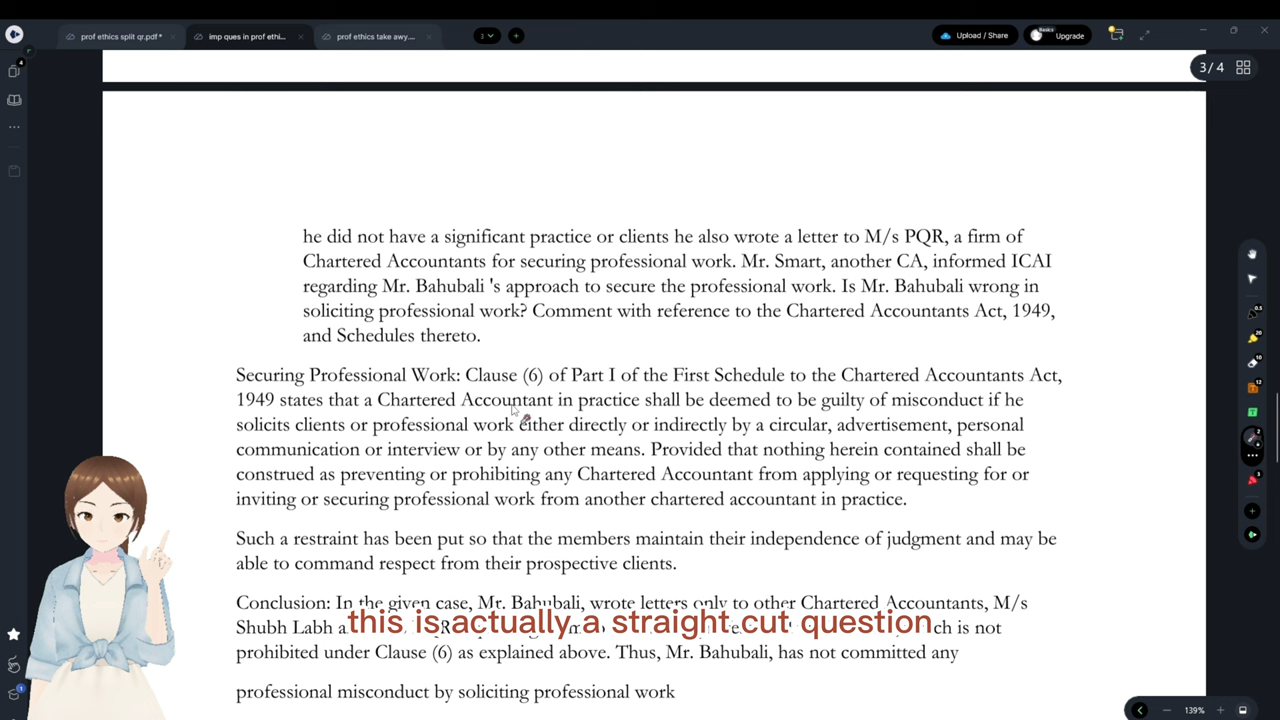 prof ethics split qr.pdf*
imp ques in prof ethi...
prof ethics take awy....
3
Upload / Share
Upgrade
3 / 4
4
he did not have a significant practice or clients he also wrote a letter to M/s PQR, a firm of
Chartered Accountants for securing professional work. Mr. Smart, another CA, informed ICAI
regarding Mr. Bahubali 's approach to secure the professional work. Is Mr. Bahubali wrong in
soliciting professional work? Comment with reference to the Chartered Accountants Act, 1949,
and Schedules thereto.
Securing Professional Work: Clause (6) of Part I of the First Schedule to the Chartered Accountants Act,
1949 states that a Chartered Accountant in practice shall be deemed to be guilty of misconduct if he
solicits clients or professional work either directly or indirectly by a circular, advertisement, personal
communication or interview or by any other means. Provided that nothing herein contained shall be
construed as preventing or prohibiting any Chartered Accountant from applying or requesting for or
inviting or securing professional work from another chartered accountant in practice.
Such a restraint has been put so that the members maintain their independence of judgment and may be
able to command respect from their prospective clients.
Conclusion: In the given case, Mr. Bahubali, wrote letters only to other Chartered Accountants, M/s
Shubh Labh is not
this is actually a straight cut question
prohibited under Clause (6) as explained above. Thus, Mr. Bahubali, has not committed any
professional misconduct by soliciting professional work
139%